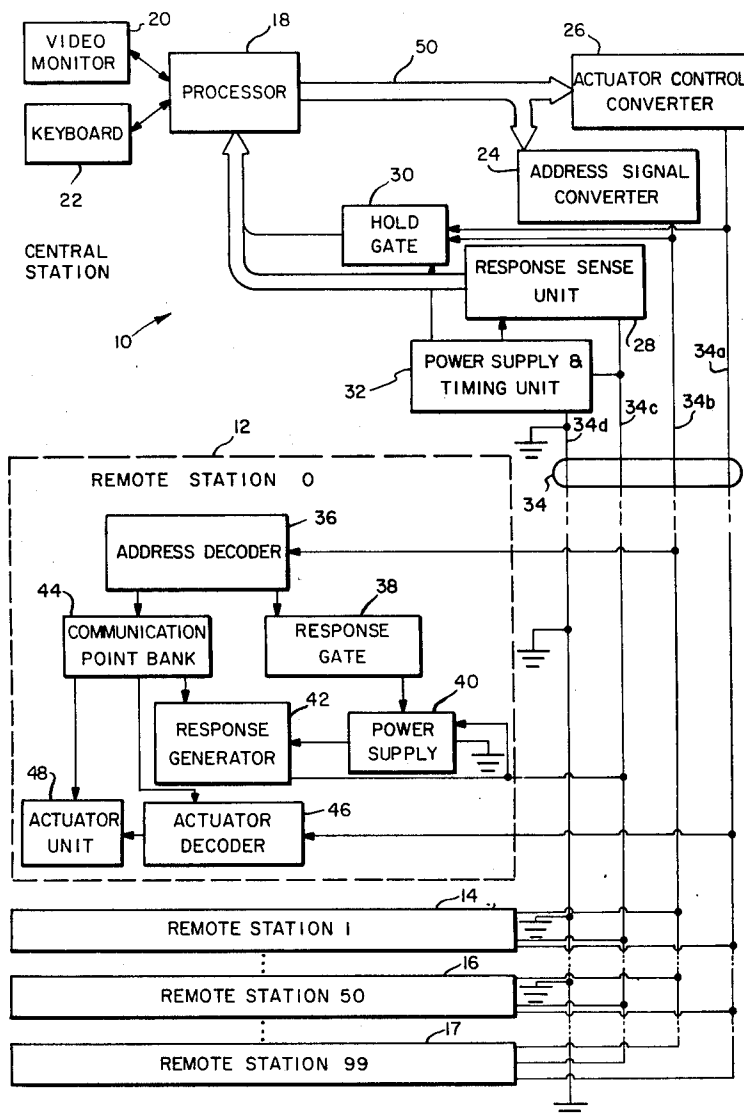 20
VIDEO
MONITOR
18
PROCESSOR
50
26
ACTUATOR CONTROL
CONVERTER
KEYBOARD
22
24
ADDRESS SIGNAL
CONVERTER
30
HOLD
GATE
CENTRAL
STATION
RESPONSE SENSE
UNIT
28
10
32
POWER SUPPLY &
TIMING UNIT
34a
34b
34c
34d
34
12
REMOTE STATION 0
36
ADDRESS DECODER
44
COMMUNICATION
POINT BANK
38
RESPONSE
GATE
42
RESPONSE
GENERATOR
40
POWER
SUPPLY
48
ACTUATOR
UNIT
46
ACTUATOR
DECODER
14
REMOTE STATION 1
16
REMOTE STATION 50
17
REMOTE STATION 99